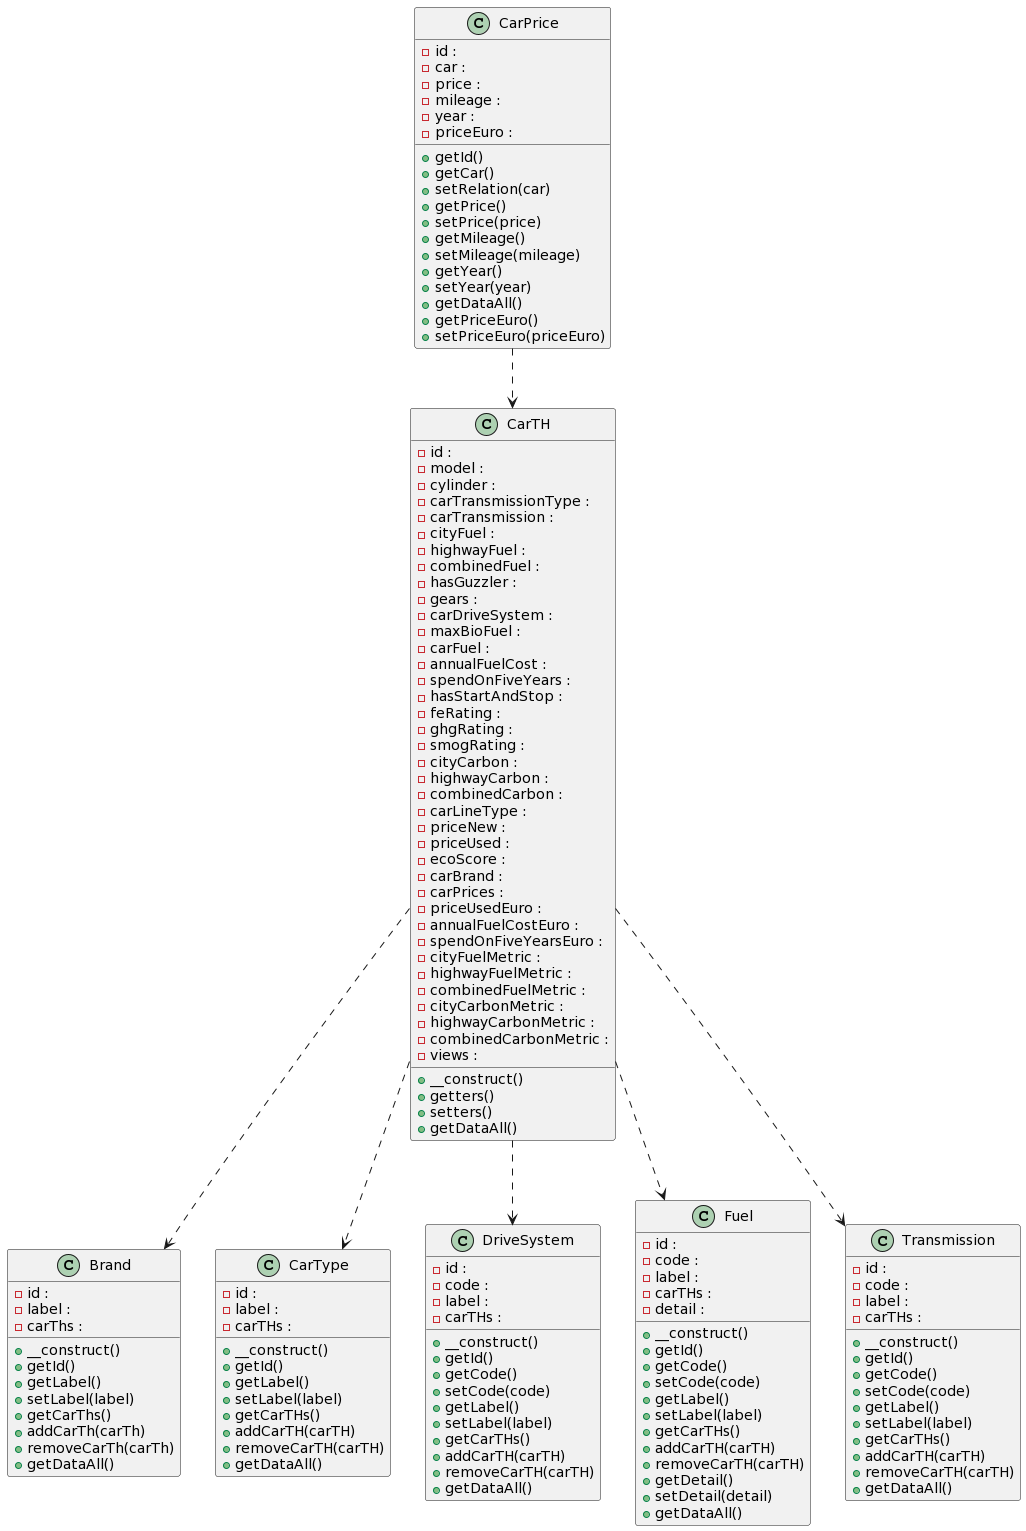 C CarPrice
id :
car :
price :
mileage :
year :
priceEuro :
getId()
getCar()
setRelation(car)
getPrice()
setPrice(price)
getMileage()
setMileage(mileage)
getYear()
setYear(year)
getDataAll()
getPriceEuro()
setPriceEuro(priceEuro)
C CarTH
id :
model :
cylinder :
carTransmissionType :
carTransmission :
cityFuel :
highwayFuel :
combinedFuel :
hasGuzzler :
gears :
carDriveSystem :
maxBioFuel :
carFuel :
annualFuelCost :
spendOnFiveYears :
hasStartAndStop :
feRating :
ghgRating :
smogRating :
cityCarbon :
highwayCarbon :
combinedCarbon :
carLineType :
priceNew :
priceUsed :
ecoScore :
carBrand :
carPrices :
priceUsedEuro :
annualFuelCostEuro :
spendOnFiveYearsEuro :
cityFuelMetric :
highwayFuelMetric :
combinedFuelMetric :
cityCarbonMetric :
highwayCarbonMetric :
combinedCarbonMetric :
views :
__construct()
getters()
setters()
getDataAll()
C Brand
id :
label :
carThs :
__construct()
getId()
getLabel()
setLabel(label)
getCarThs()
addCarTh(carTh)
removeCarTh(carTh)
getDataAll()
C CarType
id :
label :
carTHs :
__construct()
getId()
getLabel()
setLabel(label)
getCarTHs()
addCarTH(carTH)
removeCarTH(carTH)
getDataAll()
C DriveSystem
id :
code :
label :
carTHs :
__construct()
getId()
getCode()
setCode(code)
getLabel()
setLabel(label)
getCarTHs()
addCarTH(carTH)
removeCarTH(carTH)
getDataAll()
C Fuel
id :
code :
label :
carTHs :
detail :
__construct()
getId()
getCode()
setCode(code)
getLabel()
setLabel(label)
getCarTHs()
addCarTH(carTH)
removeCarTH(carTH)
getDetail()
setDetail(detail)
getDataAll()
C Transmission
id :
code :
label :
carTHs :
__construct()
getId()
getCode()
setCode(code)
getLabel()
setLabel(label)
getCarTHs()
addCarTH(carTH)
removeCarTH(carTH)
getDataAll()